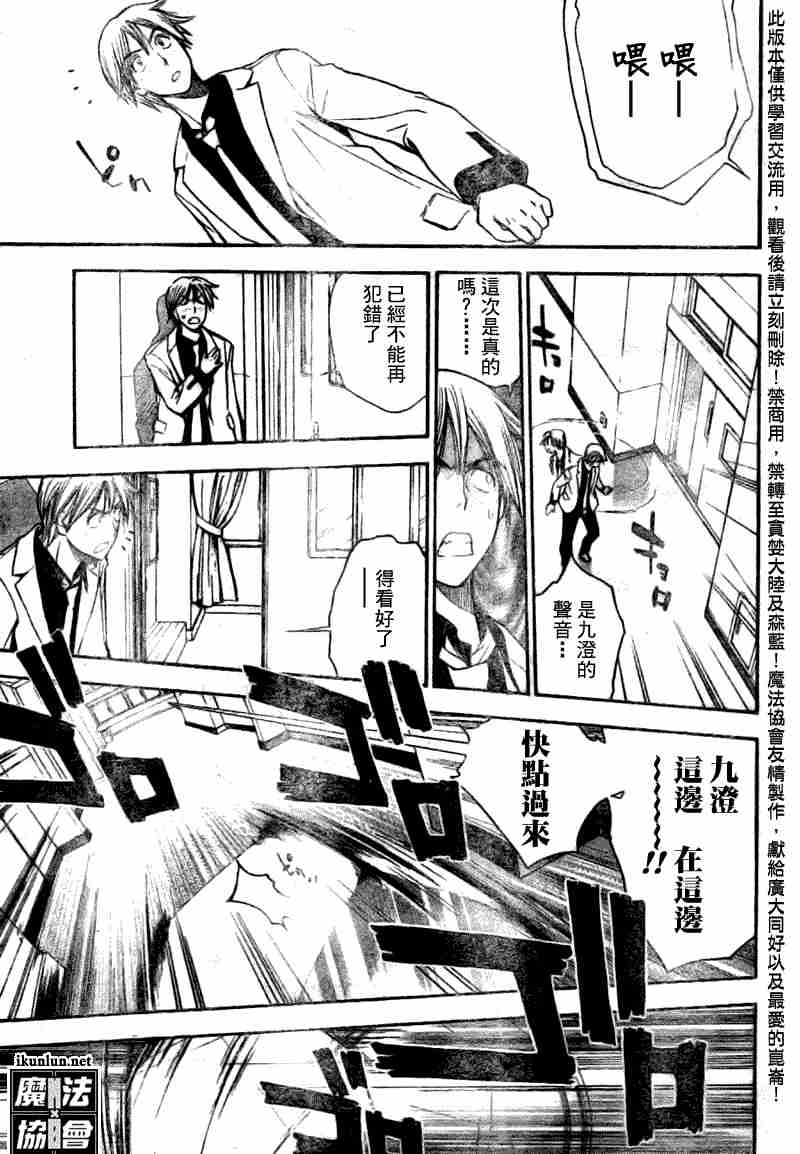 喂—
喂—
這次是真的
嗎?……
已經不能再
犯錯了
キョロ
キョロ
是九澄的
聲音…
得看好了
—
九澄
這邊 在這邊
~~~~!!
快點過來
キョロ
キョロ
此版本僅供學習交流用，觀看後請立刻刪除！禁商用，禁轉至貪婪大陸及森藍！魔法協會友情製作，獻給廣大同好以及最愛的崑崙！
ikunlun.net
魔法
協會